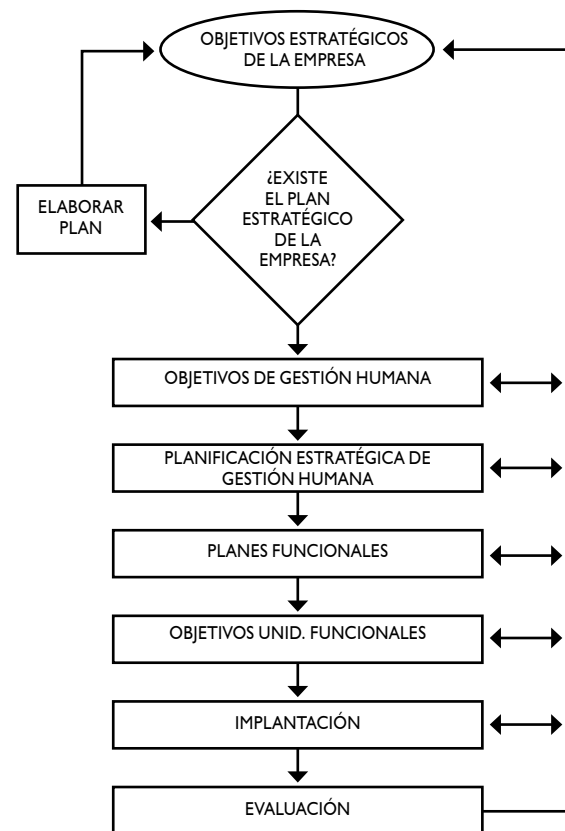 OBJETIVOS ESTRATÉGICOS
DE LA EMPRESA
¿EXISTE
EL PLAN
ESTRATÉGICO
DE LA
EMPRESA?
ELABORAR
PLAN
OBJETIVOS DE GESTIÓN HUMANA
PLANIFICACIÓN ESTRATÉGICA DE
GESTIÓN HUMANA
PLANES FUNCIONALES
OBJETIVOS UNID. FUNCIONALES
IMPLANTACIÓN
EVALUACIÓN